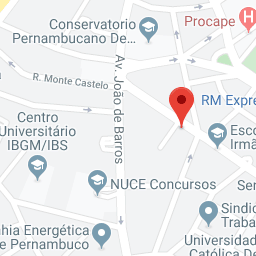 Conservatorio
Pernambucano De...
Procape
H
R. Monte Castelo
Av. João de Barros
RM Expre
Centro
Universitário
IBGM/IBS
Esco
Irmã
NUCE Concursos
Sindic
Traba
hia Energética
de Pernambuco
Universidad
Católica De